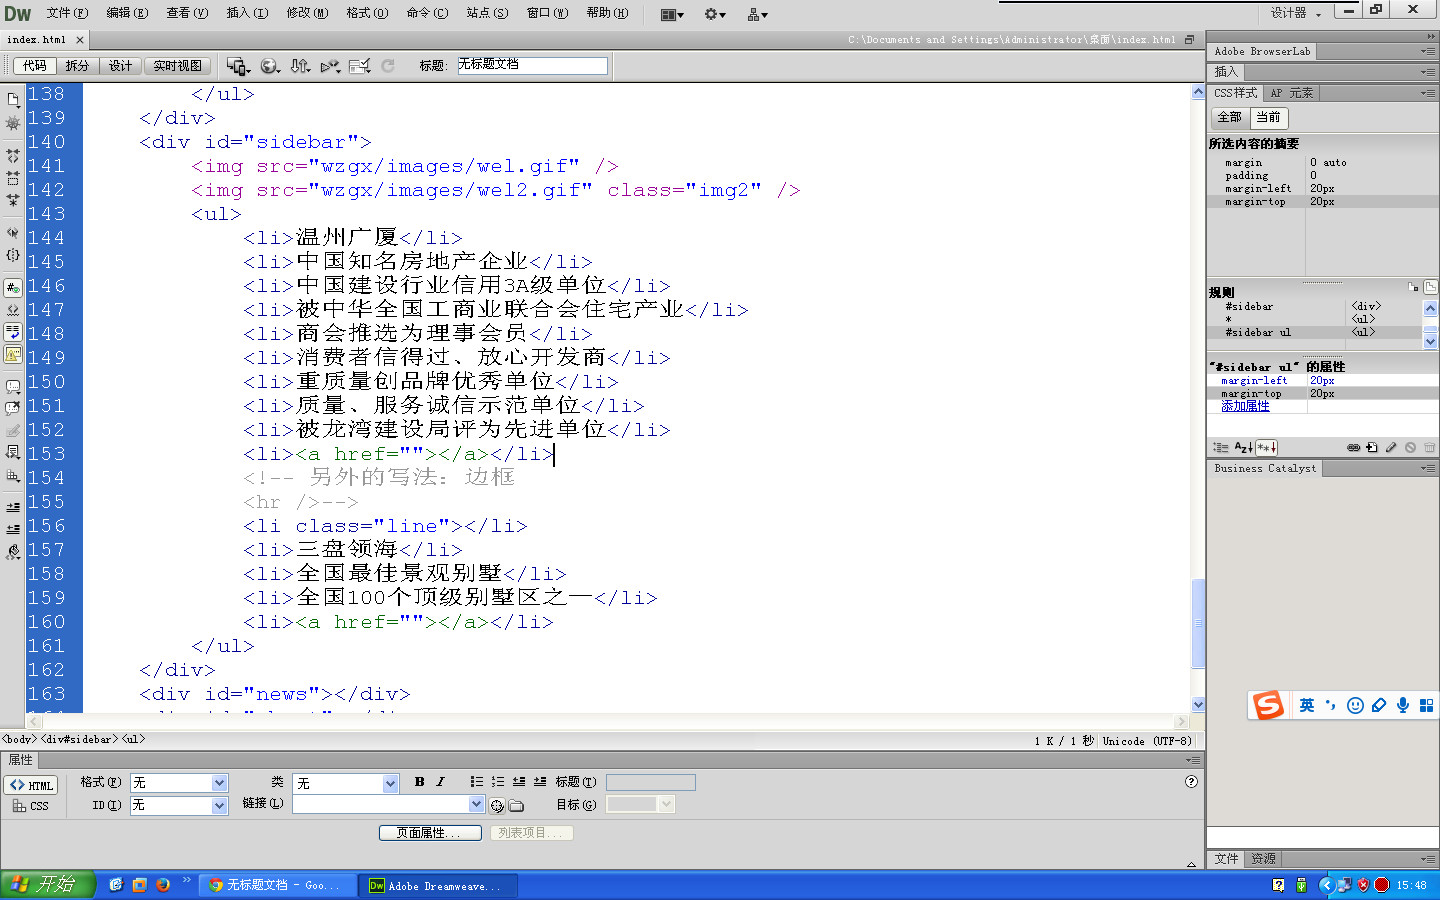 Dw 文件(F) 编辑(E) 查看(V) 插入(I) 修改(M) 格式(O) 命令(C) 站点(S) 窗口(W) 帮助(H) 设计器
index.html C:\Documents and Settings\Administrator\桌面\index.html
代码 拆分 设计 实时视图 标题: 无标题文档
138 </ul>
139 </div>
140 <div id="sidebar">
141 <img src="wzgx/images/wel.gif" />
142 <img src="wzgx/images/wel2.gif" class="img2" />
143 <ul>
144 <li>温州广厦</li>
145 <li>中国知名房地产企业</li>
146 <li>中国建设行业信用3A级单位</li>
147 <li>被中华全国工商业联合会住宅产业</li>
148 <li>商会推选为理事会员</li>
149 <li>消费者信得过、放心开发商</li>
150 <li>重质量创品牌优秀单位</li>
151 <li>质量、服务诚信示范单位</li>
152 <li>被龙湾建设局评为先进单位</li>
153 <li><a href=""></a></li>
154 <!-- 另外的写法：边框
155 <hr />-->
156 <li class="line"></li>
157 <li>三盘领海</li>
158 <li>全国最佳景观别墅</li>
159 <li>全国100个顶级别墅区之一</li>
160 <li><a href=""></a></li>
161 </ul>
162 </div>
163 <div id="news"></div>
<body> <div#sidebar> <ul> 1 K / 1 秒 Unicode (UTF-8)
属性
<> HTML 格式(F) 无 类 无 B I 标题(T)
CSS ID(I) 无 链接(L) 目标(G)
页面属性... 列表项目...
Adobe BrowserLab
插入
CSS样式 AP 元素
全部 当前
所选内容的摘要
margin 0 auto
padding 0
margin-left 20px
margin-top 20px
规则
#sidebar <div>
* <ul>
#sidebar ul <ul>
"#sidebar ul" 的属性
margin-left 20px
margin-top 20px
添加属性
Az↓ **↓
Business Catalyst
S 英
文件 资源
开始 无标题文档 - Goo... Dw Adobe Dreamweave... 15:48